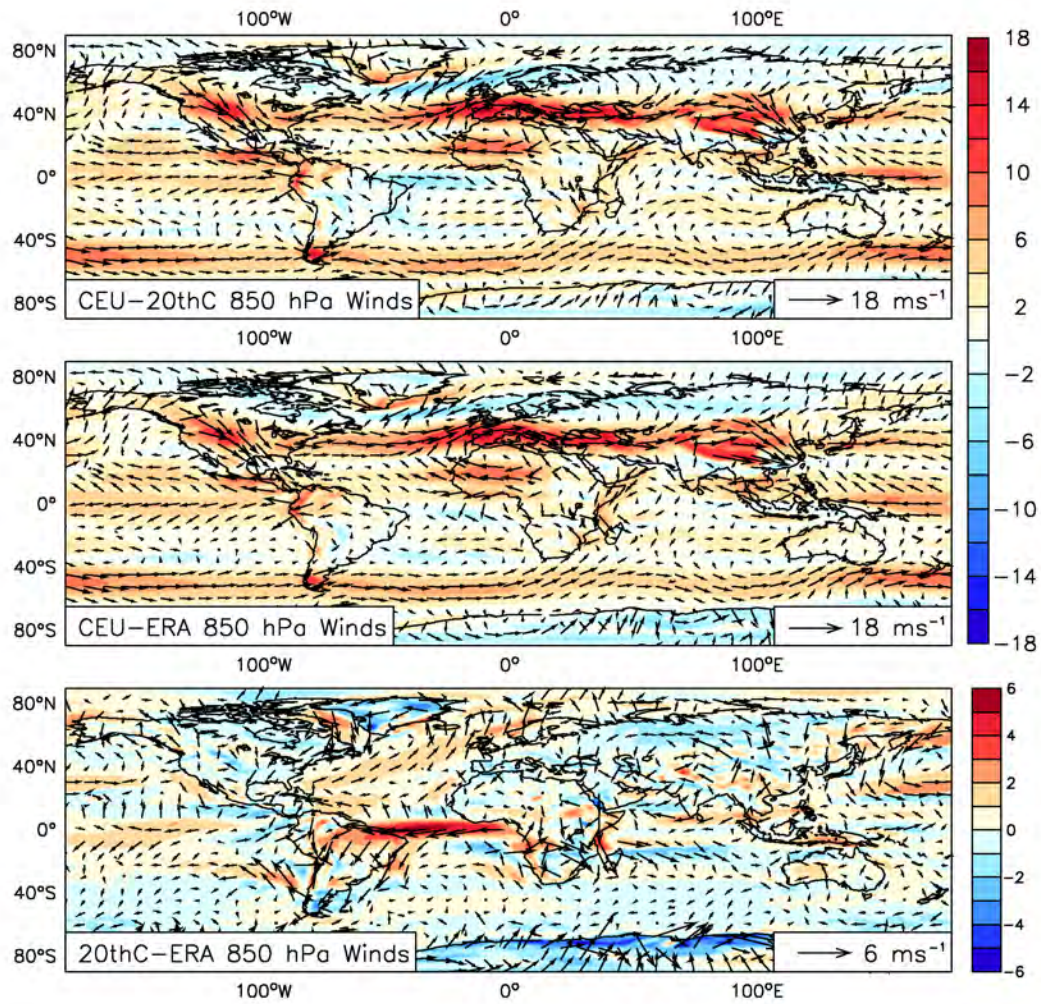 100°W 0° 100°E
80°N
40°N
0°
40°S
80°S
CEU-20thC 850 hPa Winds
18 ms⁻¹
100°W 0° 100°E
80°N
40°N
0°
40°S
80°S
CEU-ERA 850 hPa Winds
18 ms⁻¹
100°W 0° 100°E
18
14
10
6
2
-2
-6
-10
-14
-18
80°N
40°N
0°
40°S
80°S
20thC-ERA 850 hPa Winds
6 ms⁻¹
100°W 0° 100°E
6
4
2
0
-2
-4
-6